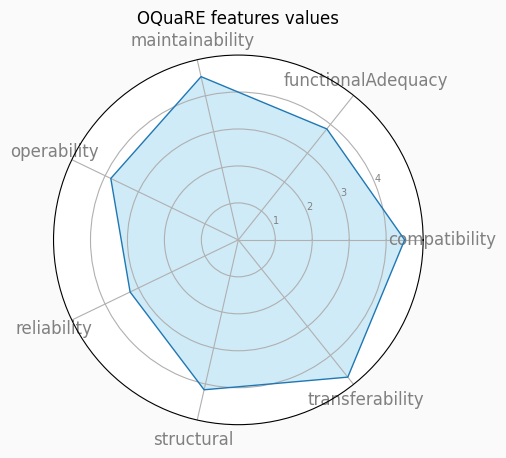 OQuaRE features values
maintainability
functionalAdequacy
operability
4
3
2
1
compatibility
reliability
transferability
structural